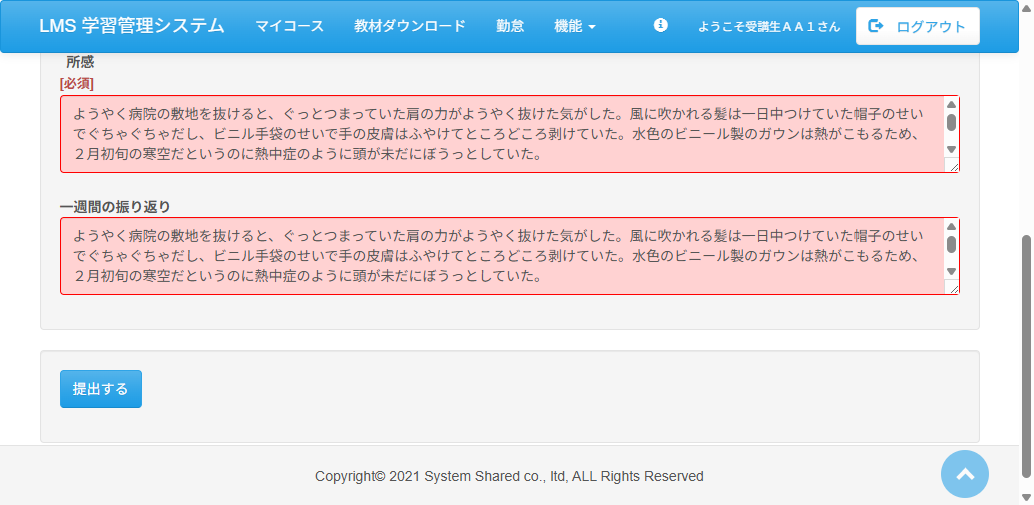 LMS 学習管理システム マイコース 教材ダウンロード 勤怠 機能 ようこそ受講生ＡＡ１さん ログアウト
所感
[必須]
ようやく病院の敷地を抜けると、ぐっとつまっていた肩の力がようやく抜けた気がした。風に吹かれる髪は一日中つけていた帽子のせい
でぐちゃぐちゃだし、ビニル手袋のせいで手の皮膚はふやけてところどころ剥けていた。水色のビニール製のガウンは熱がこもるため、
２月初旬の寒空だというのに熱中症のように頭が未だにぼうっとしていた。
一週間の振り返り
ようやく病院の敷地を抜けると、ぐっとつまっていた肩の力がようやく抜けた気がした。風に吹かれる髪は一日中つけていた帽子のせい
でぐちゃぐちゃだし、ビニル手袋のせいで手の皮膚はふやけてところどころ剥けていた。水色のビニール製のガウンは熱がこもるため、
２月初旬の寒空だというのに熱中症のように頭が未だにぼうっとしていた。
提出する
Copyright© 2021 System Shared co., ltd, ALL Rights Reserved